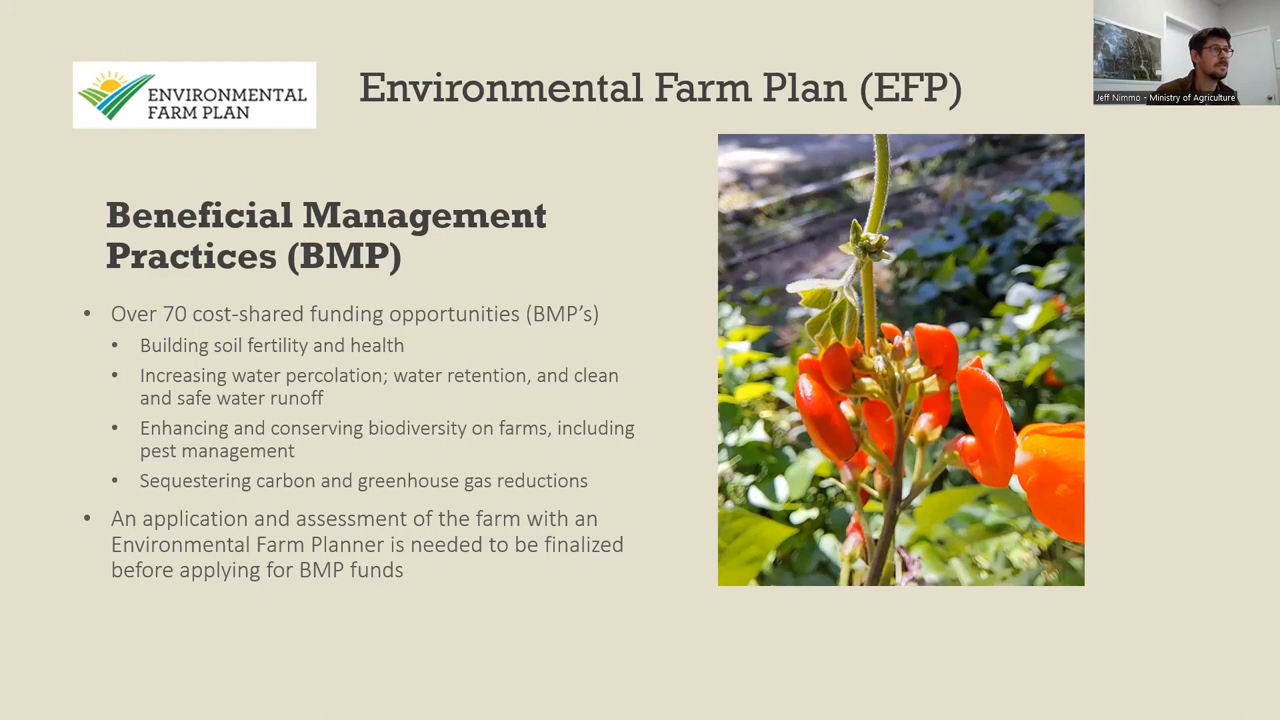 ENVIRONMENTAL
FARM PLAN
Environmental Farm Plan (EFP)
Jeff Nimmo - Ministry of Agriculture
Beneficial Management
Practices (BMP)
• Over 70 cost-shared funding opportunities (BMP’s)
• Building soil fertility and health
• Increasing water percolation; water retention, and clean
and safe water runoff
• Enhancing and conserving biodiversity on farms, including
pest management
• Sequestering carbon and greenhouse gas reductions
• An application and assessment of the farm with an
Environmental Farm Planner is needed to be finalized
before applying for BMP funds